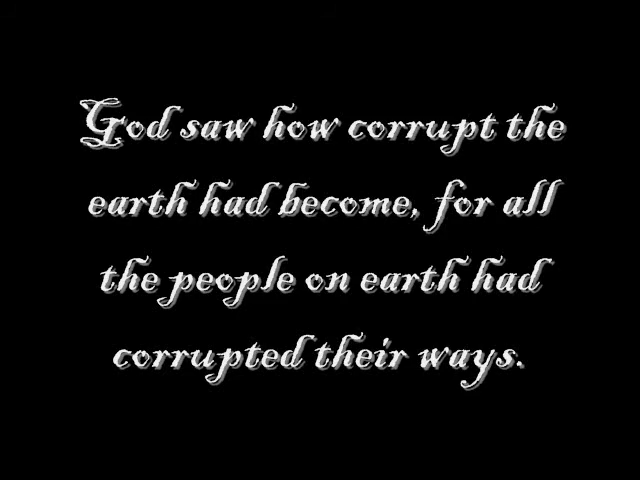 God saw how corrupt the
earth had become, for all
the people on earth had
corrupted their ways.